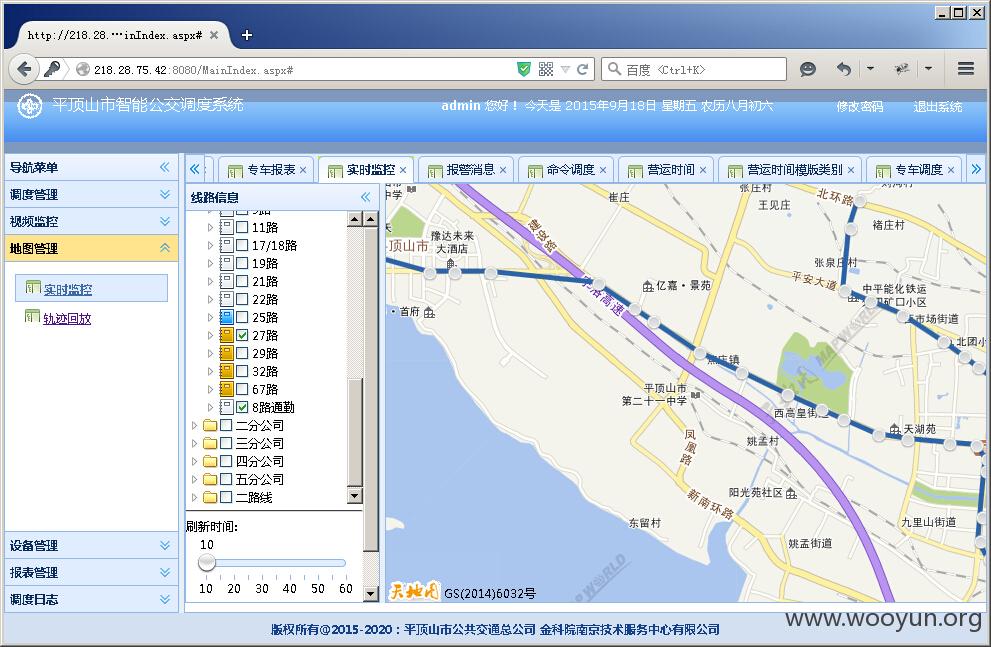 http://218.28.···inIndex.aspx#
218.28.75.42:8080/MainIndex.aspx#
百度 <Ctrl+K>
平顶山市智能公交调度系统
admin 您好！ 今天是 2015年9月18日 星期五 农历八月初六
修改密码
退出系统
导航菜单
调度管理
视频监控
地图管理
实时监控
轨迹回放
设备管理
报表管理
调度日志
专车报表
实时监控
报警消息
命令调度
营运时间
营运时间模版类别
专车调度
线路信息
11路
17/18路
19路
21路
22路
25路
27路
29路
32路
67路
8路通勤
二分公司
三分公司
四分公司
五分公司
二路线
刷新时间:
10
10 20 30 40 50 60
中学
顶山市
豫达未来
大酒店
建设路
洛高速
首府
亿嘉·景苑
张庄村
王见庄
北环路
褚庄村
张泉庄村
平安大道
中平能化铁运
矿口小区
市场街道
北团小
焦庄镇
平顶山市
第二十一中学
西高皇街
天湖苑
姚孟村
凤凰路
阳光苑社区
新南环路
东留村
姚孟街道
九里山街道
MAPWORLD
MAPWORLD
天地图
GS(2014)6032号
版权所有@2015-2020：平顶山市公共交通总公司 金科院南京技术服务中心有限公司
www.wooyun.org